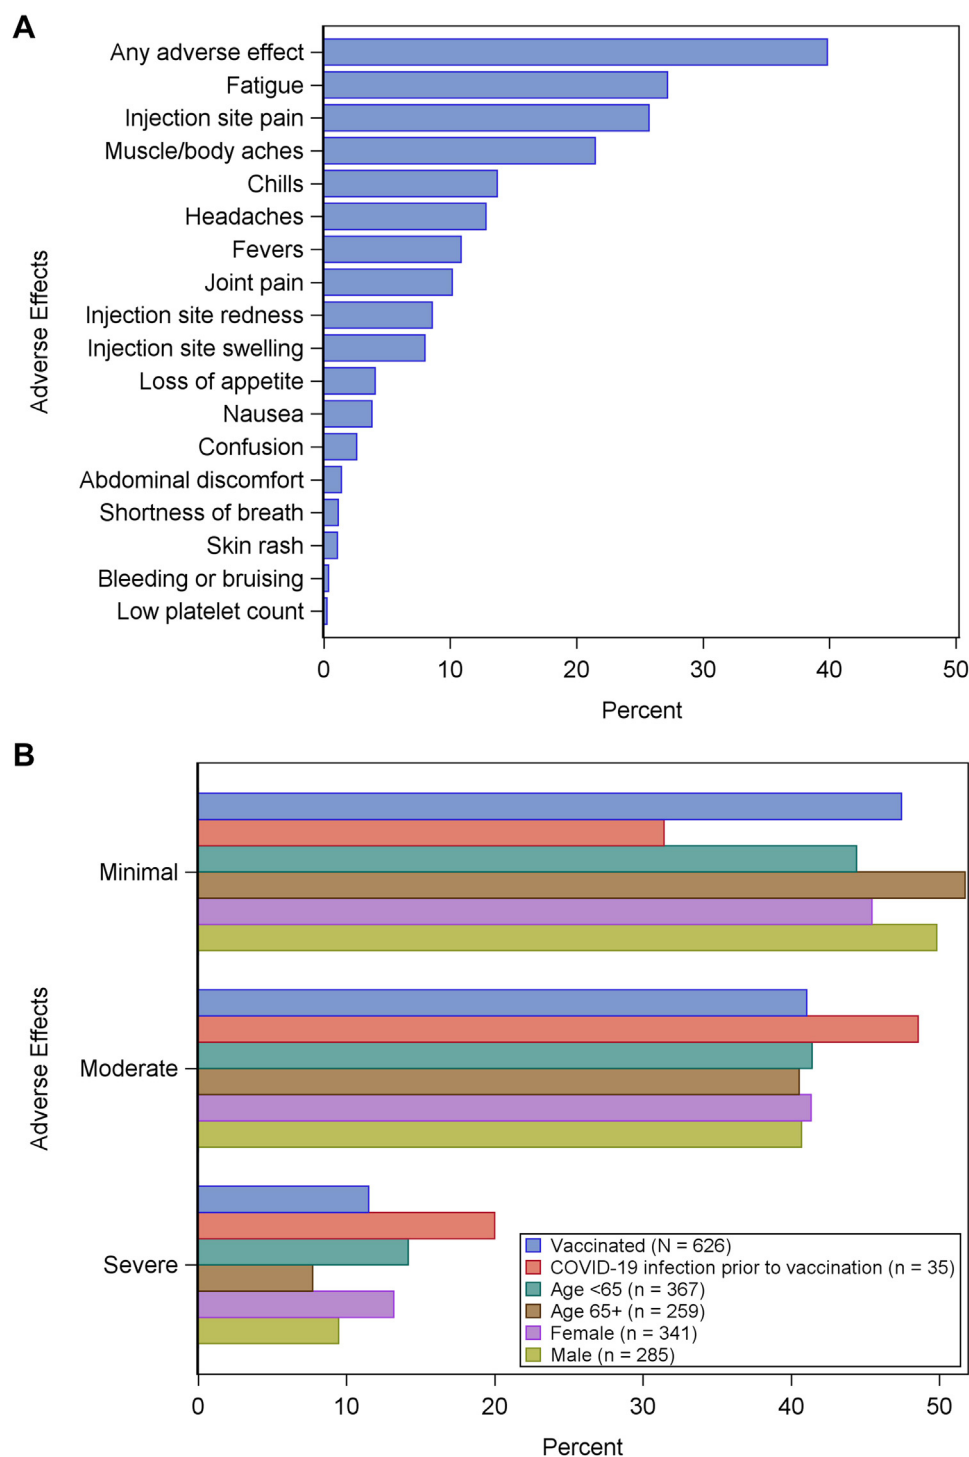 A
Any adverse effect
Fatigue
Injection site pain
Muscle/body aches
Chills
Headaches
Fevers
Joint pain
Injection site redness
Injection site swelling
Loss of appetite
Nausea
Confusion
Abdominal discomfort
Shortness of breath
Skin rash
Bleeding or bruising
Low platelet count
Adverse Effects
0 10 20 30 40 50
Percent
B
Minimal
Moderate
Severe
Adverse Effects
Vaccinated (N = 626)
COVID-19 infection prior to vaccination (n = 35)
Age <65 (n = 367)
Age 65+ (n = 259)
Female (n = 341)
Male (n = 285)
0 10 20 30 40 50
Percent